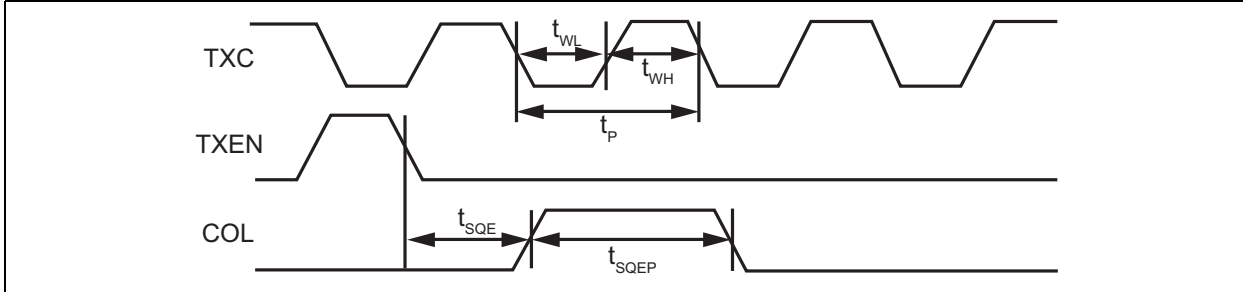 TXC
t_WL
t_WH
t_P
TXEN
COL
t_SQE
t_SQEP